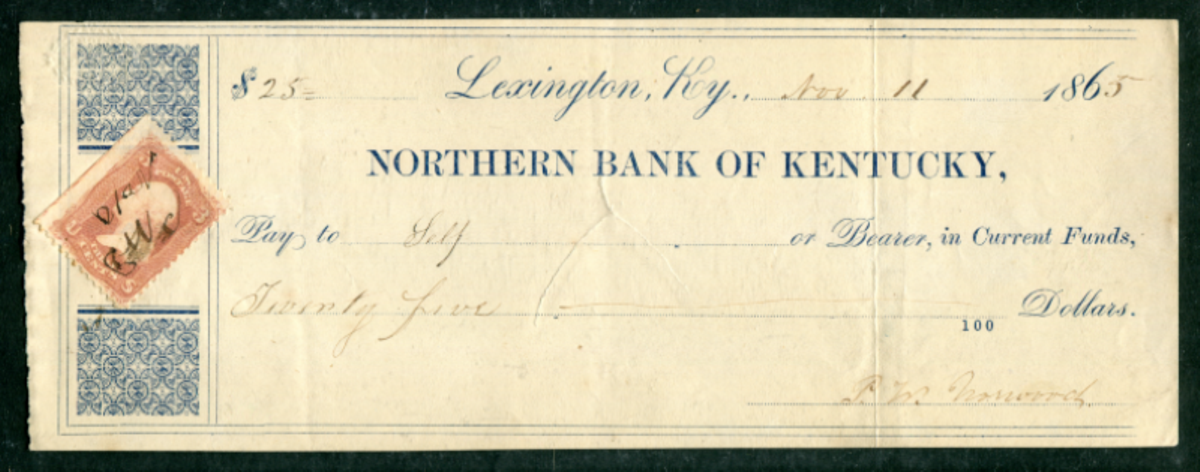 $ 25= Lexington, Ky., Nov 11 1865
NORTHERN BANK OF KENTUCKY,
Pay to Self or Bearer, in Current Funds,
Twenty five Dollars.
100
Norwood